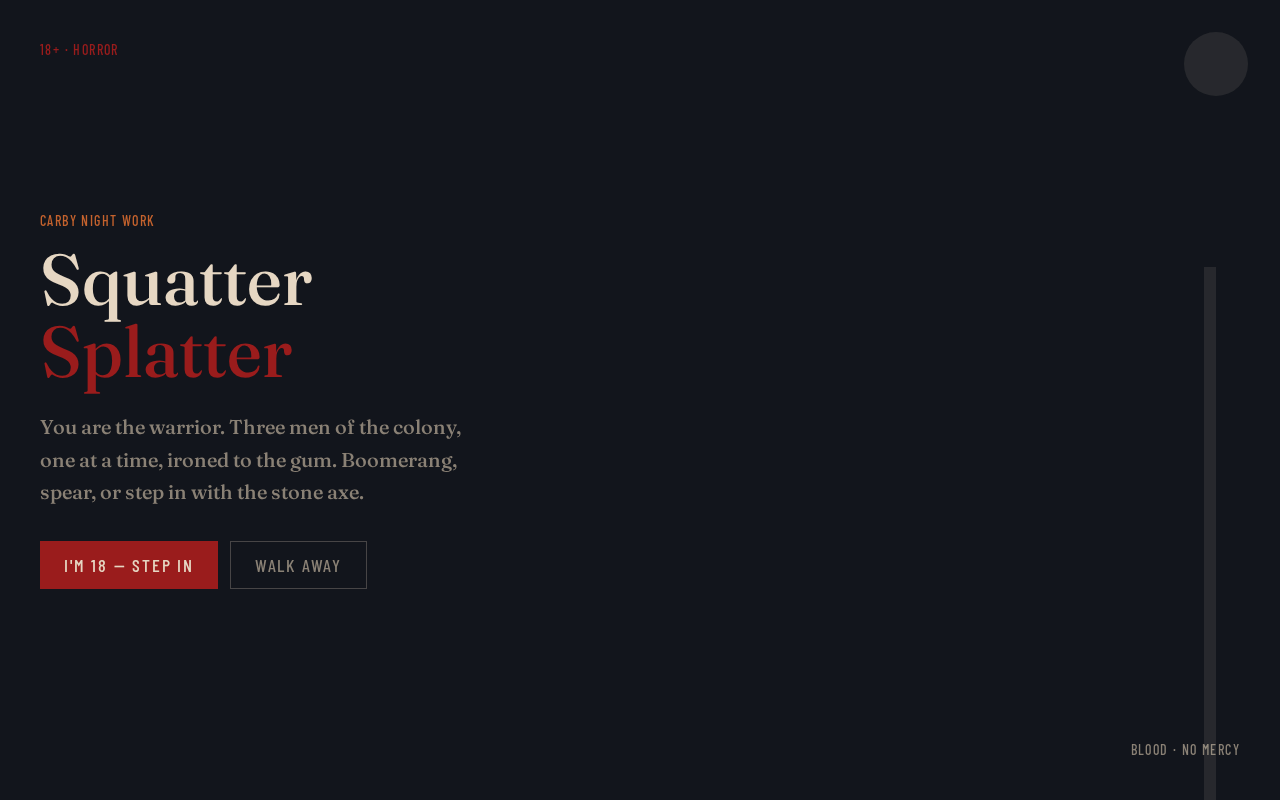 18+ · HORROR
CARBY NIGHT WORK
Squatter
Splatter
You are the warrior. Three men of the colony,
one at a time, ironed to the gum. Boomerang,
spear, or step in with the stone axe.
I'M 18 — STEP IN
WALK AWAY
BLOOD · NO MERCY